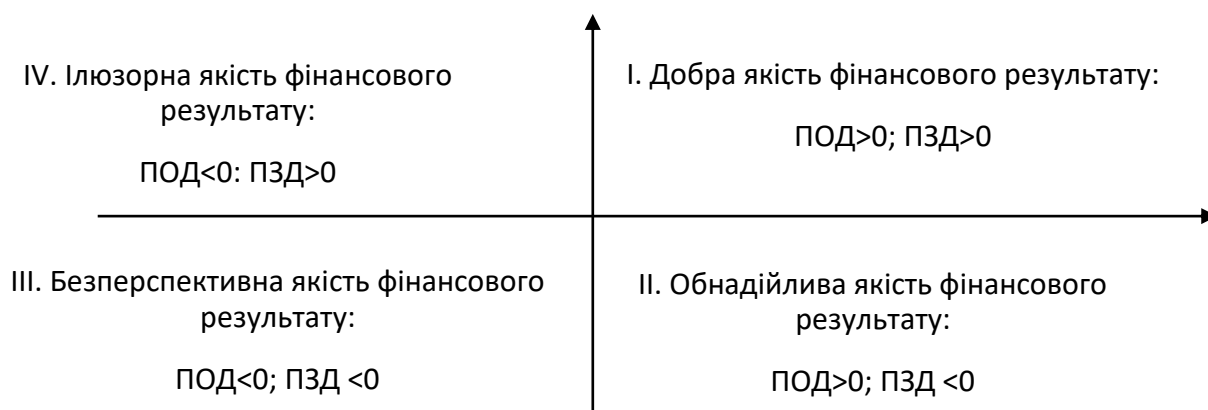 IV. Ілюзорна якість фінансового
результату:
ПОД<0: ПЗД>0
I. Добра якість фінансового результату:
ПОД>0; ПЗД>0
III. Безперспективна якість фінансового
результату:
ПОД<0; ПЗД <0
II. Обнадійлива якість фінансового
результату:
ПОД>0; ПЗД <0